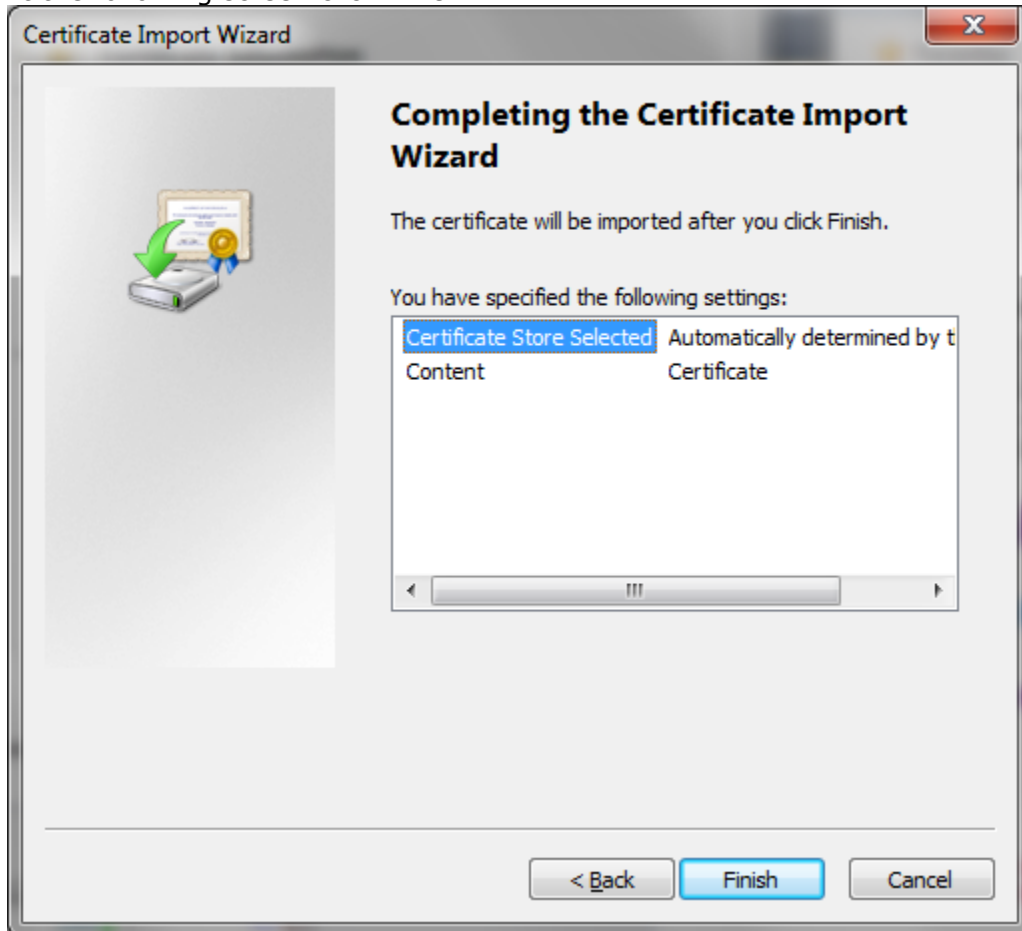 Certificate Import Wizard
Completing the Certificate Import
Wizard
The certificate will be imported after you click Finish.
You have specified the following settings:
Certificate Store Selected Automatically determined by t
Content Certificate
< Back Finish Cancel